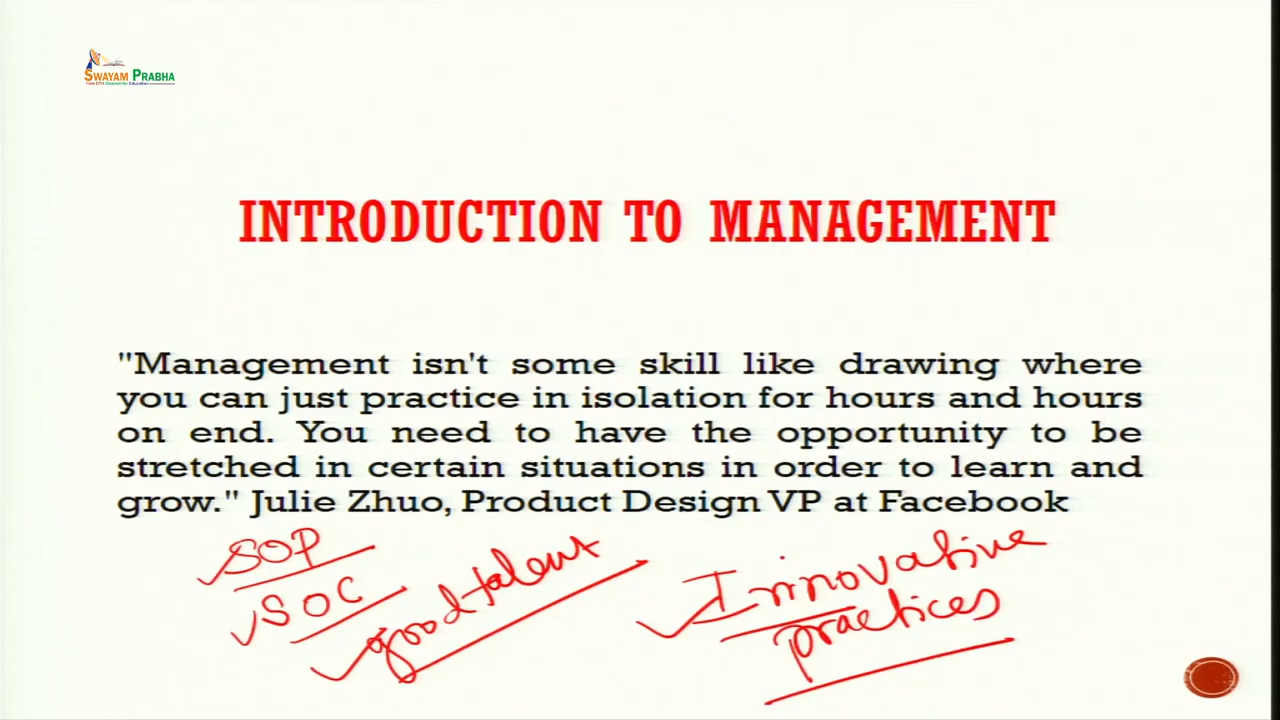 SWAYAM PRABHA
INTRODUCTION TO MANAGEMENT
"Management isn't some skill like drawing where
you can just practice in isolation for hours and hours
on end. You need to have the opportunity to be
stretched in certain situations in order to learn and
grow." Julie Zhuo, Product Design VP at Facebook
SOP
SOC
good talent
Innovative
practices